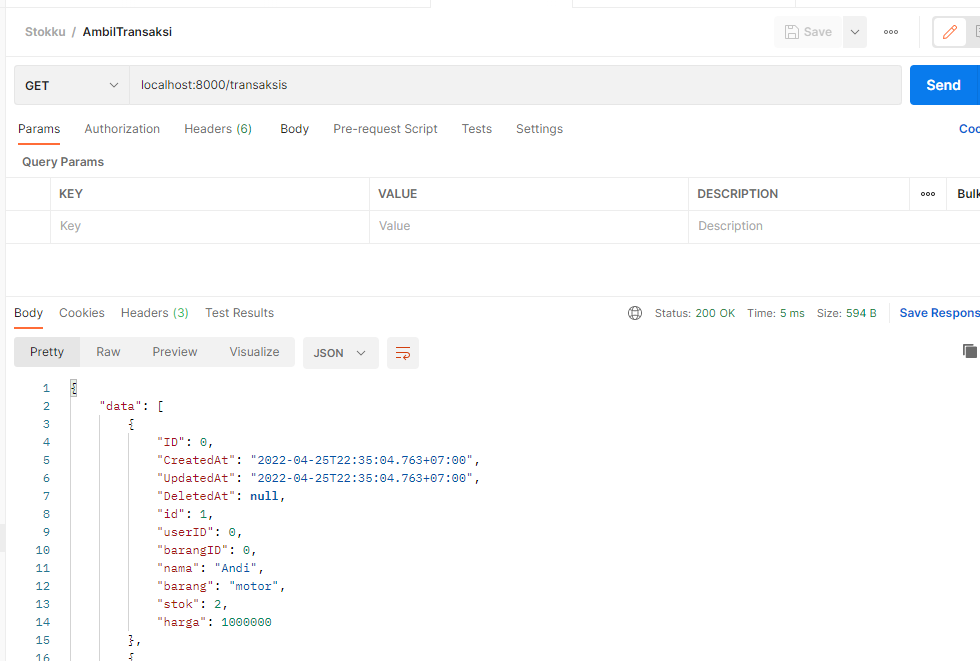 Stokku / AmbilTransaksi
Save
GET localhost:8000/transaksis Send
Params Authorization Headers (6) Body Pre-request Script Tests Settings Coo
Query Params
KEY VALUE DESCRIPTION Bulk
Key Value Description
Body Cookies Headers (3) Test Results Status: 200 OK Time: 5 ms Size: 594 B Save Respons
Pretty Raw Preview Visualize JSON
1 {
2 "data": [
3 {
4 "ID": 0,
5 "CreatedAt": "2022-04-25T22:35:04.763+07:00",
6 "UpdatedAt": "2022-04-25T22:35:04.763+07:00",
7 "DeletedAt": null,
8 "id": 1,
9 "userID": 0,
10 "barangID": 0,
11 "nama": "Andi",
12 "barang": "motor",
13 "stok": 2,
14 "harga": 1000000
15 },
16 {